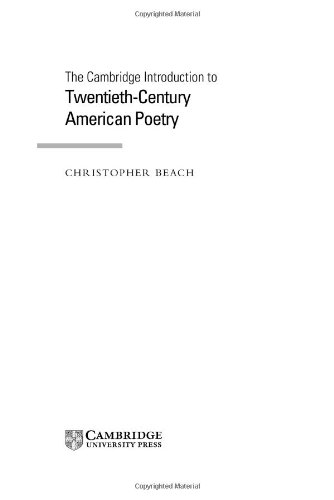 Copyrighted Material
The Cambridge Introduction to
Twentieth-Century
American Poetry
CHRISTOPHER BEACH
CAMBRIDGE
UNIVERSITY PRESS
Copyrighted Material